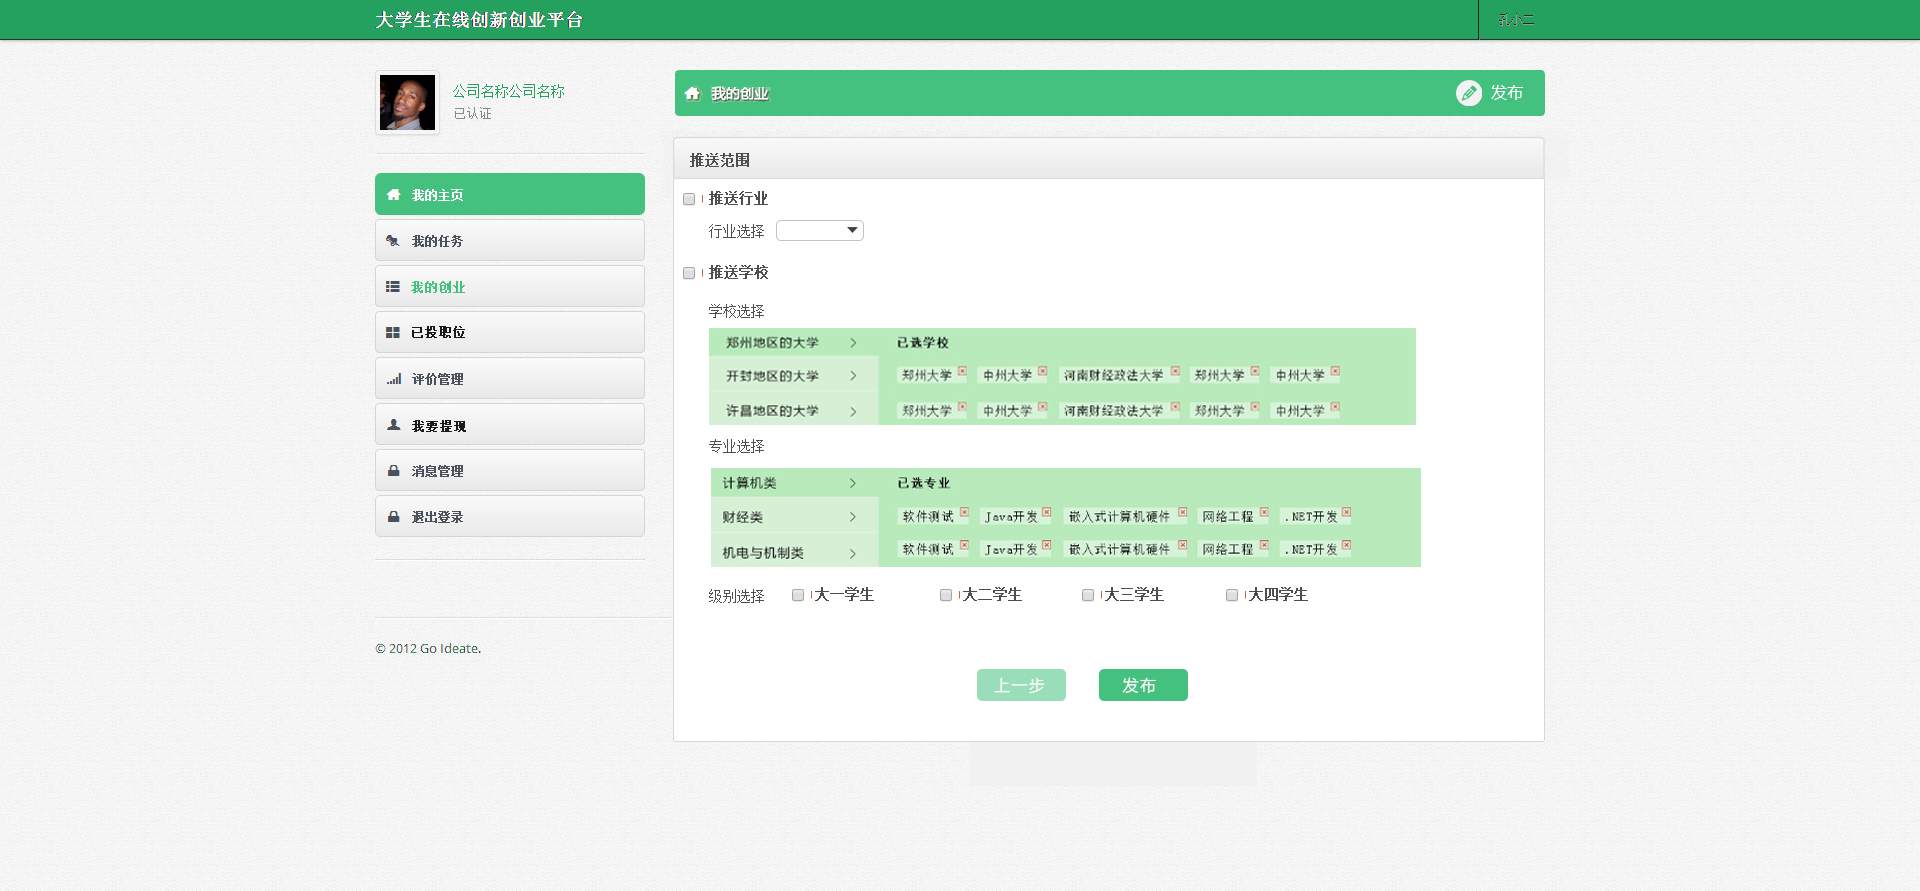 大学生在线创新创业平台
孔小二
公司名称公司名称
已认证
我的主页
我的任务
我的创业
已投职位
评价管理
我要提现
消息管理
退出登录
© 2012 Go Ideate.
我的创业
发布
推送范围
推送行业
行业选择
推送学校
学校选择
郑州地区的大学
开封地区的大学
许昌地区的大学
已选学校
郑州大学 中州大学 河南财经政法大学 郑州大学 中州大学
郑州大学 中州大学 河南财经政法大学 郑州大学 中州大学
专业选择
计算机类
财经类
机电与机制类
已选专业
软件测试 Java开发 嵌入式计算机硬件 网络工程 .NET开发
软件测试 Java开发 嵌入式计算机硬件 网络工程 .NET开发
级别选择 大一学生 大二学生 大三学生 大四学生
上一步 发布